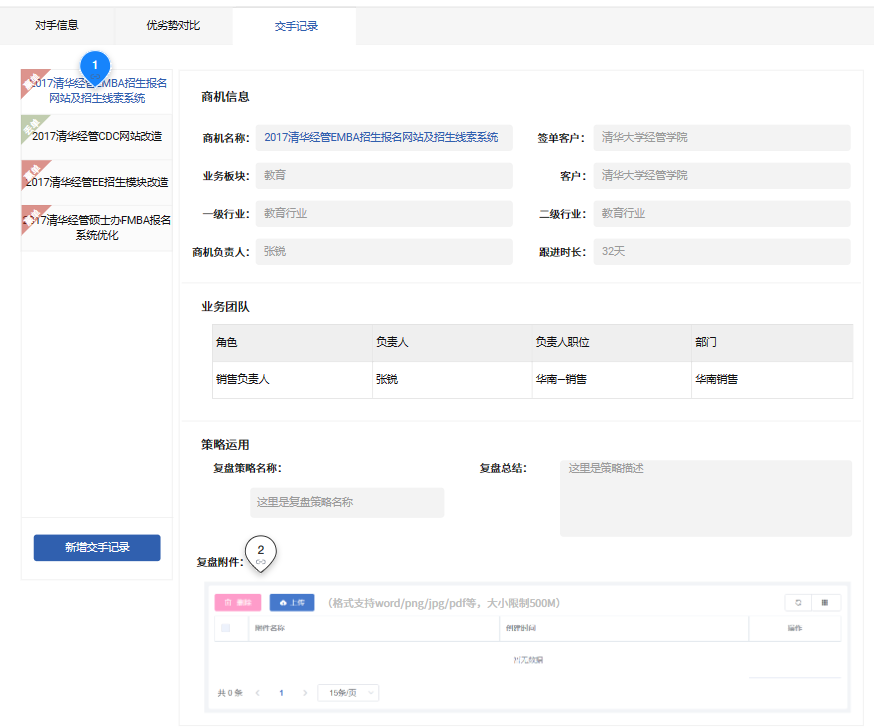 对手信息
优劣势对比
交手记录
1
2017清华经管EMBA招生报名
网站及招生线索系统
2017清华经管CDC网站改造
2017清华经管EE招生模块改造
2017清华经管硕士办FMBA报名
系统优化
新增交手记录
商机信息
商机名称： 2017清华经管EMBA招生报名网站及招生线索系统 签单客户： 清华大学经管学院
业务板块： 教育 客户： 清华大学经管学院
一级行业： 教育行业 二级行业： 教育行业
商机负责人： 张锐 跟进时长： 32天
业务团队
角色 负责人 负责人职位 部门
销售负责人 张锐 华南—销售 华南销售
策略运用
复盘策略名称： 复盘总结： 这里是策略描述
这里是复盘策略名称
复盘附件： 2
删除 上传 （格式支持word/png/jpg/pdf等，大小限制500M）
附件名称 创建时间 操作
暂无数据
共 0 条 1 15条/页